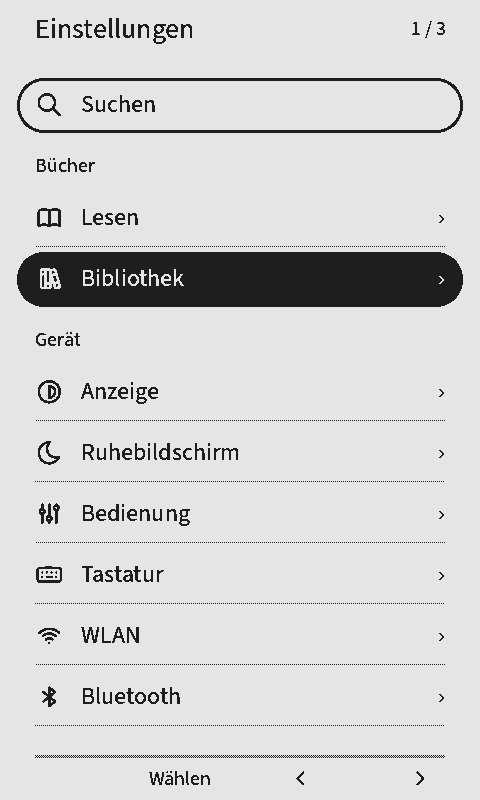 Einstellungen 1 / 3
Suchen
Bücher
Lesen
Bibliothek
Gerät
Anzeige
Ruhebildschirm
Bedienung
Tastatur
WLAN
Bluetooth
Wählen